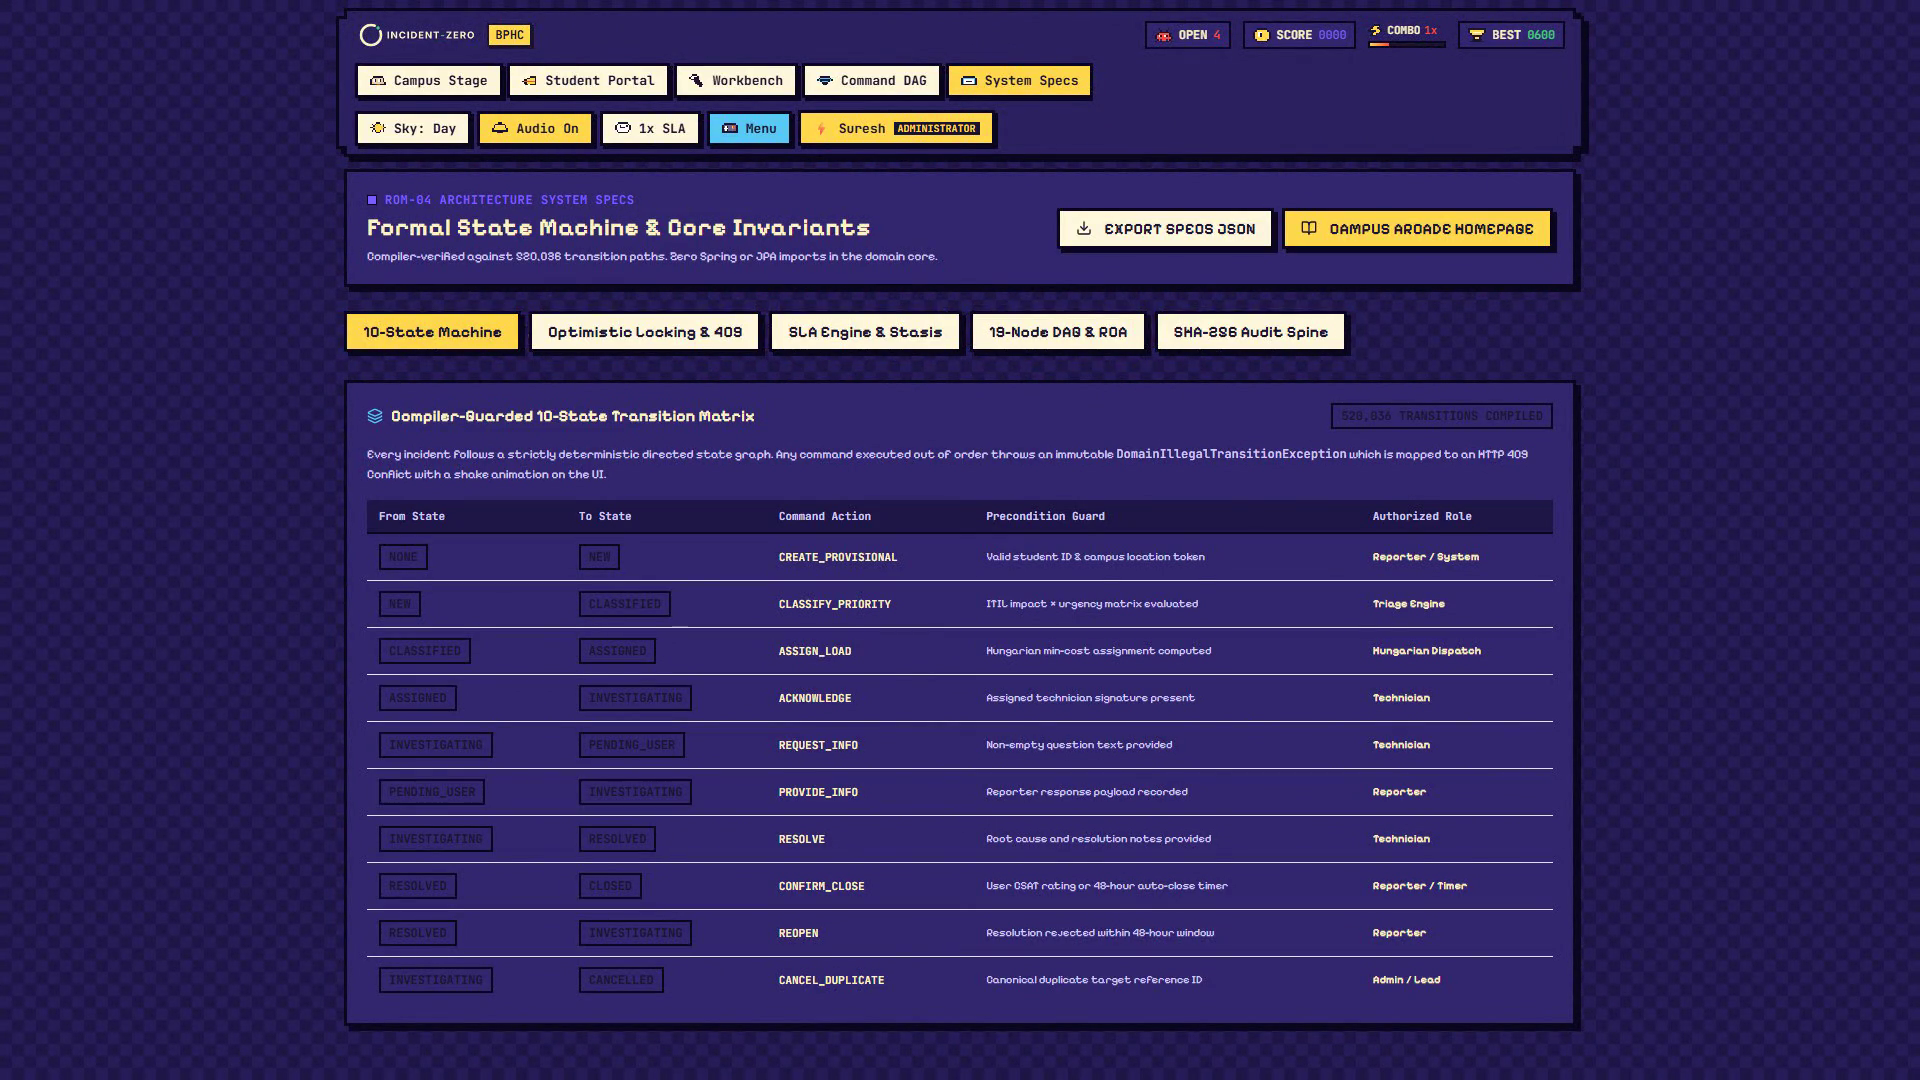 INCIDENT-ZERO BPHC OPEN 4 SCORE 0000 COMBO 1x BEST 0600
Campus Stage Student Portal Workbench Command DAG System Specs
Sky: Day Audio On 1x SLA Menu Suresh ADMINISTRATOR
ROM-04 ARCHITECTURE SYSTEM SPECS
Formal State Machine & Core Invariants
EXPORT SPECS JSON CAMPUS ARCADE HOMEPAGE
Compiler-verified against 520,036 transition paths. Zero Spring or JPA imports in the domain core.
10-State Machine Optimistic Locking & 409 SLA Engine & Stasis 19-Node DAG & RCA SHA-256 Audit Spine
Compiler-Guarded 10-State Transition Matrix 520,036 TRANSITIONS COMPILED
Every incident follows a strictly deterministic directed state graph. Any command executed out of order throws an immutable DomainIllegalTransitionException which is mapped to an HTTP 409
Conflict with a shake animation on the UI.
From State To State Command Action Precondition Guard Authorized Role
NONE NEW CREATE_PROVISIONAL Valid student ID & campus location token Reporter / System
NEW CLASSIFIED CLASSIFY_PRIORITY ITIL impact × urgency matrix evaluated Triage Engine
CLASSIFIED ASSIGNED ASSIGN_LOAD Hungarian min-cost assignment computed Hungarian Dispatch
ASSIGNED INVESTIGATING ACKNOWLEDGE Assigned technician signature present Technician
INVESTIGATING PENDING_USER REQUEST_INFO Non-empty question text provided Technician
PENDING_USER INVESTIGATING PROVIDE_INFO Reporter response payload recorded Reporter
INVESTIGATING RESOLVED RESOLVE Root cause and resolution notes provided Technician
RESOLVED CLOSED CONFIRM_CLOSE User CSAT rating or 48-hour auto-close timer Reporter / Timer
RESOLVED INVESTIGATING REOPEN Resolution rejected within 48-hour window Reporter
INVESTIGATING CANCELLED CANCEL_DUPLICATE Canonical duplicate target reference ID Admin / Lead